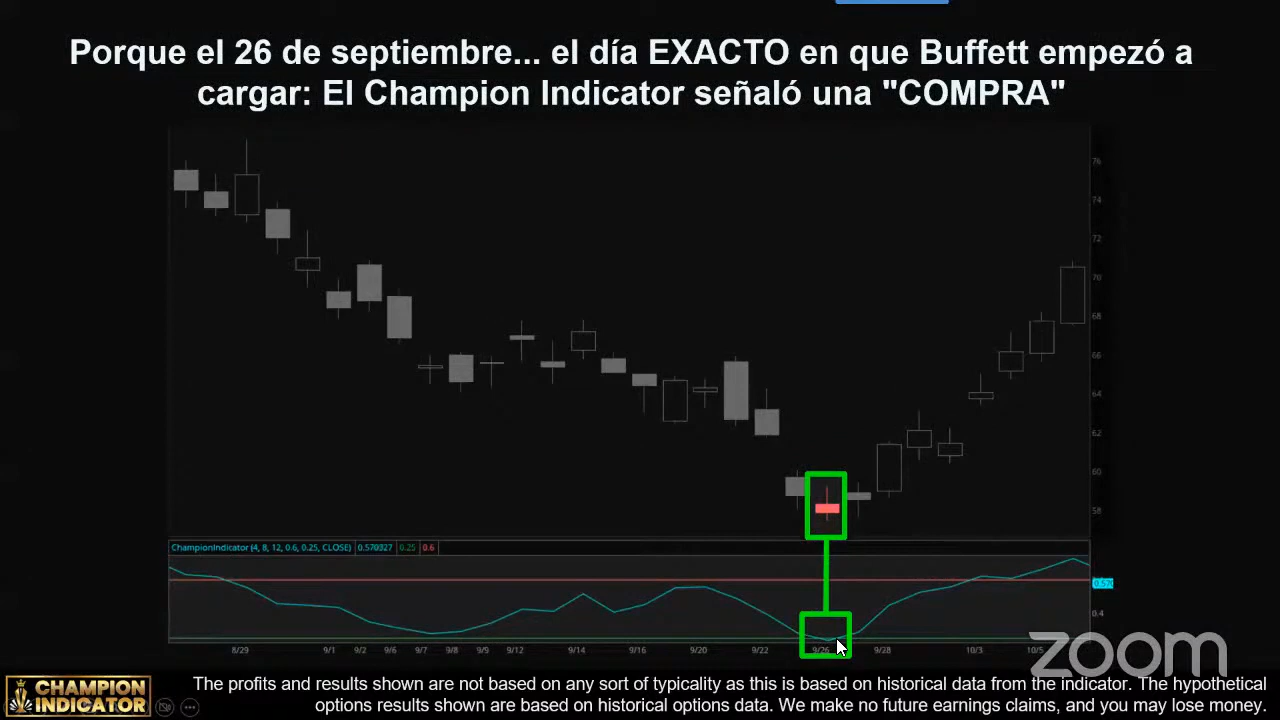 Porque el 26 de septiembre... el día EXACTO en que Buffett empezó a
cargar: El Champion Indicator señaló una "COMPRA"
76
74
72
70
68
66
64
62
60
58
ChampionIndicator (4, 8, 12, 0.6, 0.25, CLOSE) 0.570327 0.25 0.6
0.570
0.4
8/29 9/1 9/2 9/6 9/7 9/8 9/9 9/12 9/14 9/16 9/20 9/22 9/26 9/28 10/3 10/5
zoom
CHAMPION
INDICATOR
The profits and results shown are not based on any sort of typicality as this is based on historical data from the indicator. The hypothetical
options results shown are based on historical options data. We make no future earnings claims, and you may lose money.